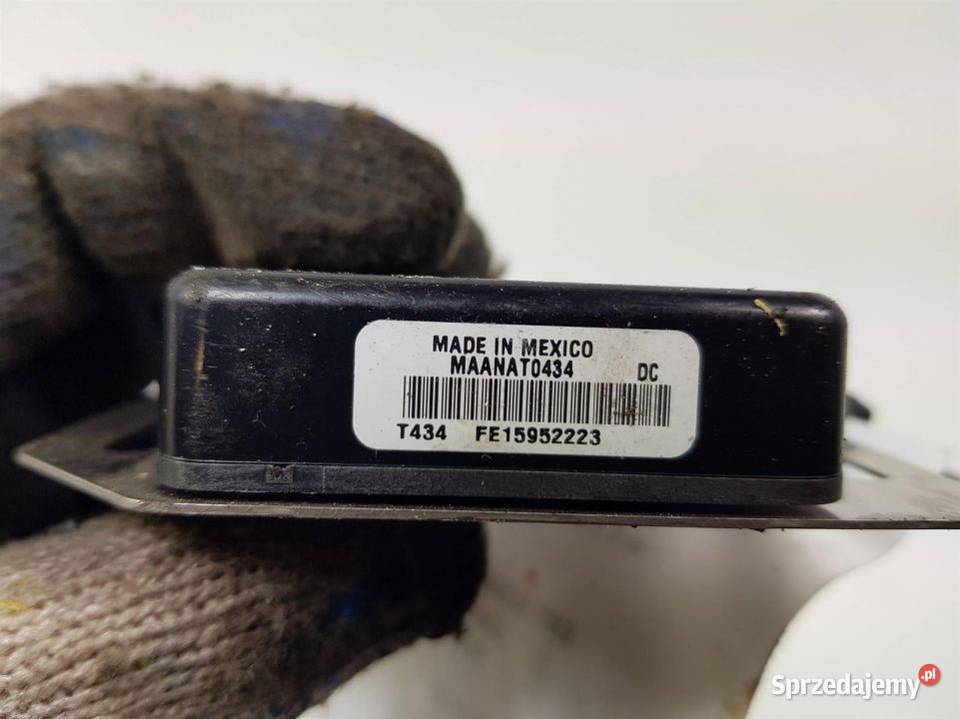 MADE IN MEXICO
MAANAT0434 DC
T434 FE15952223
Sprzedajemy.pl